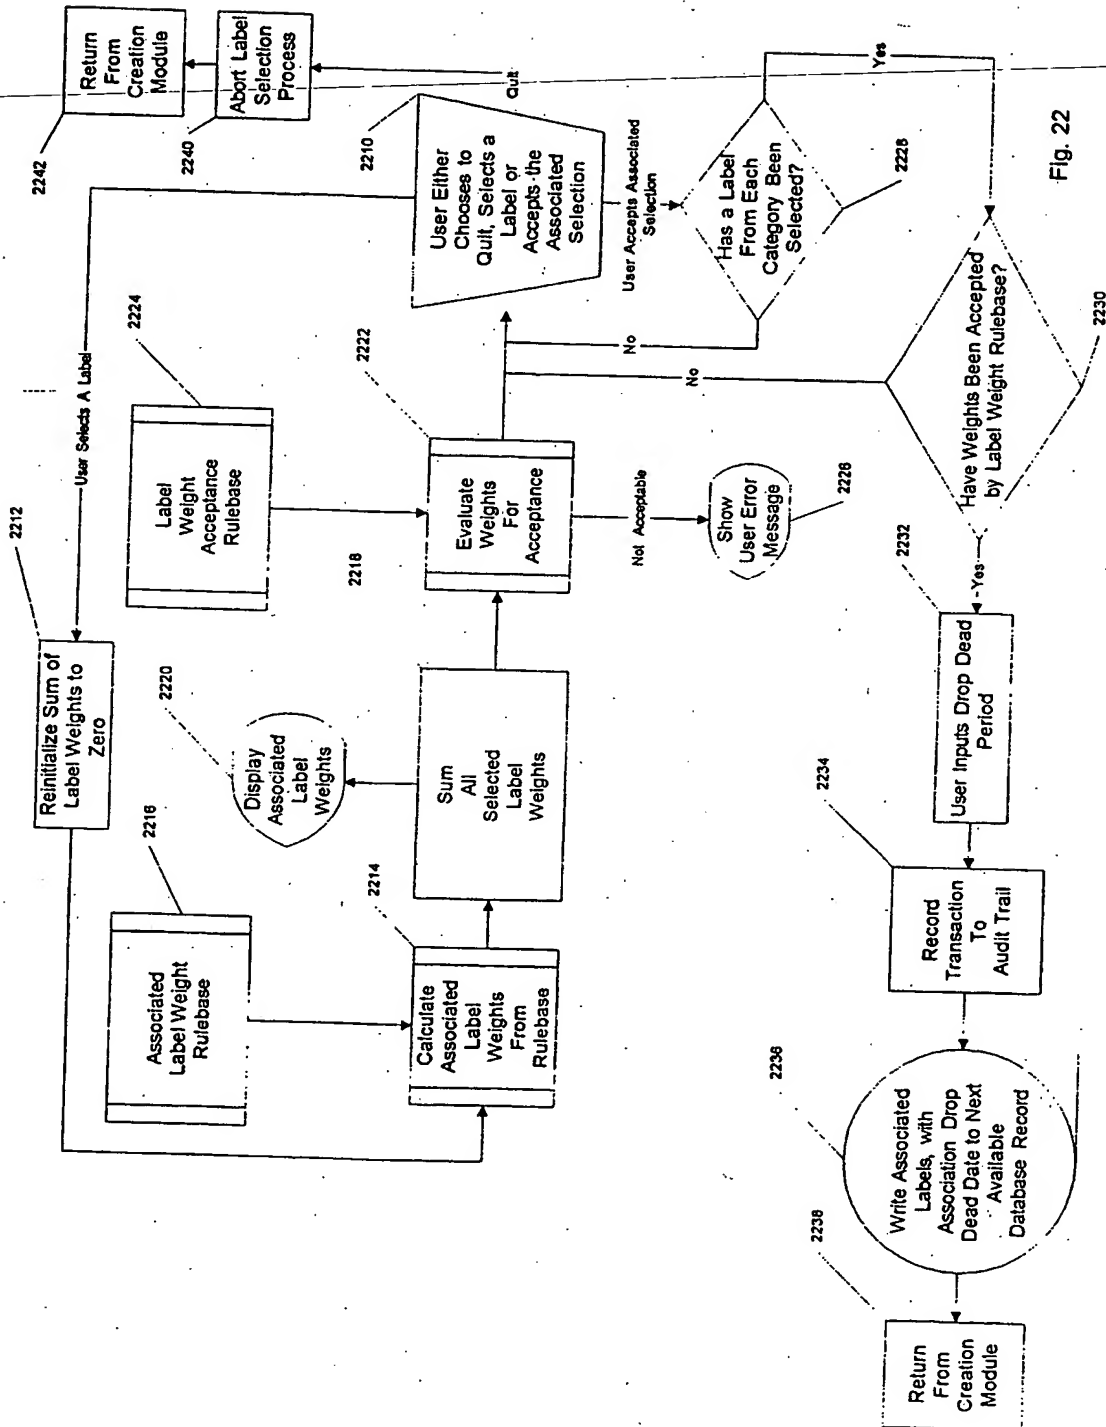 2242
Return
From
Creation
Module
2240
Abort Label
Selection
Process
Quit
2210
User Either
Chooses to
Quit, Selects a
Label or
Accepts the
Associated
Selection
User Selects A Label
2212
Reinitialize Sum of
Label Weights to
Zero
2216
Associated
Label Weight
Rulebase
2214
Calculate
Associated
Label
Weights
From
Rulebase
2220
Display
Associated
Label
Weights
Sum
All
Selected
Label
Weights
2218
2224
Label
Weight
Acceptance
Rulebase
2222
Evaluate
Weights
For
Acceptance
Not Acceptable
Show
User Error
Message
2226
User Accepts Associated
Selection
Has a Label
From Each
Category Been
Selected?
2228
No
Yes
Have Weights Been Accepted
by Label Weight Rulebase?
2230
No
Yes
2232
User Inputs Drop Dead
Period
2234
Record
Transaction
To
Audit Trail
2236
Write Associated
Labels, with
Association Drop
Dead Date to Next
Available
Database Record
2238
Return
From
Creation
Module
Fig. 22